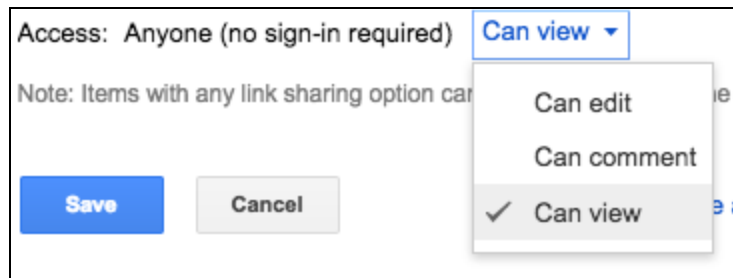 Access: Anyone (no sign-in required) Can view
Note: Items with any link sharing option
Can edit
Can comment
Save Cancel
Can view